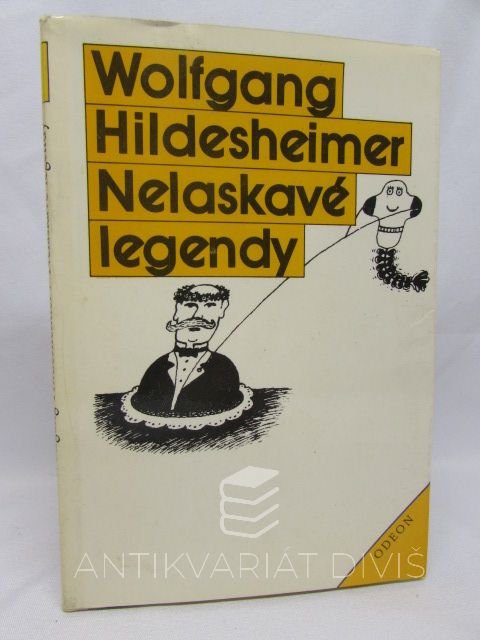 Wolfgang
Hildesheimer
Nelaskavé
legendy
ODEON
ANTIKVARIÁT DIVIŠ